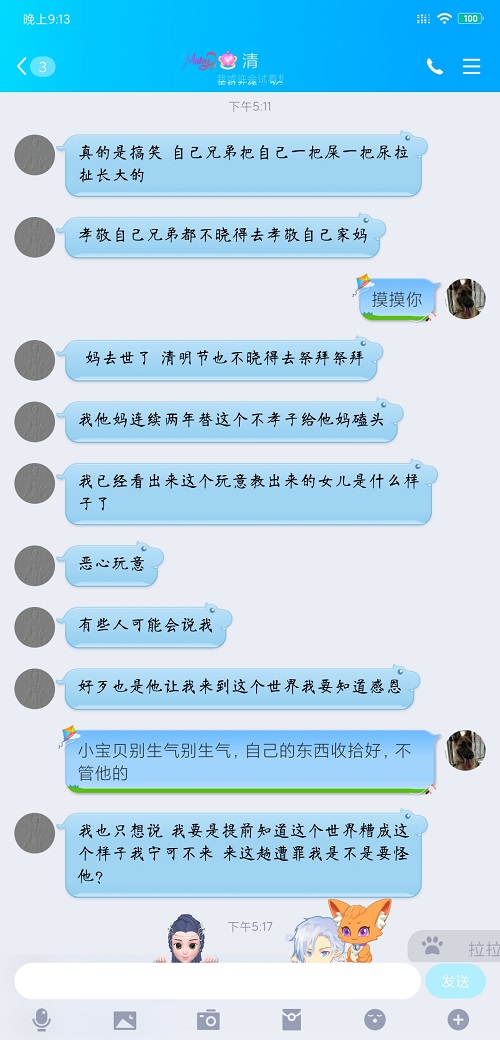 晚上9:13
100
3
清
下午5:11
真的是搞笑 自己兄弟把自己一把屎一把尿拉
扯长大的
孝敬自己兄弟都不晓得去孝敬自己家妈
摸摸你
妈去世了 清明节也不晓得去祭拜祭拜
我他妈连续两年替这个不孝子给他妈磕头
我已经看出来这个玩意教出来的女儿是什么样
子了
恶心玩意
有些人可能会说我
好歹也是他让我来到这个世界我要知道感恩
小宝贝别生气别生气，自己的东西收拾好，不
管他的
我也只想说 我要是提前知道这个世界糟成这
个样子我宁可不来 来这趟遭罪我是不是要怪
他?
下午5:17
拉拉
发送